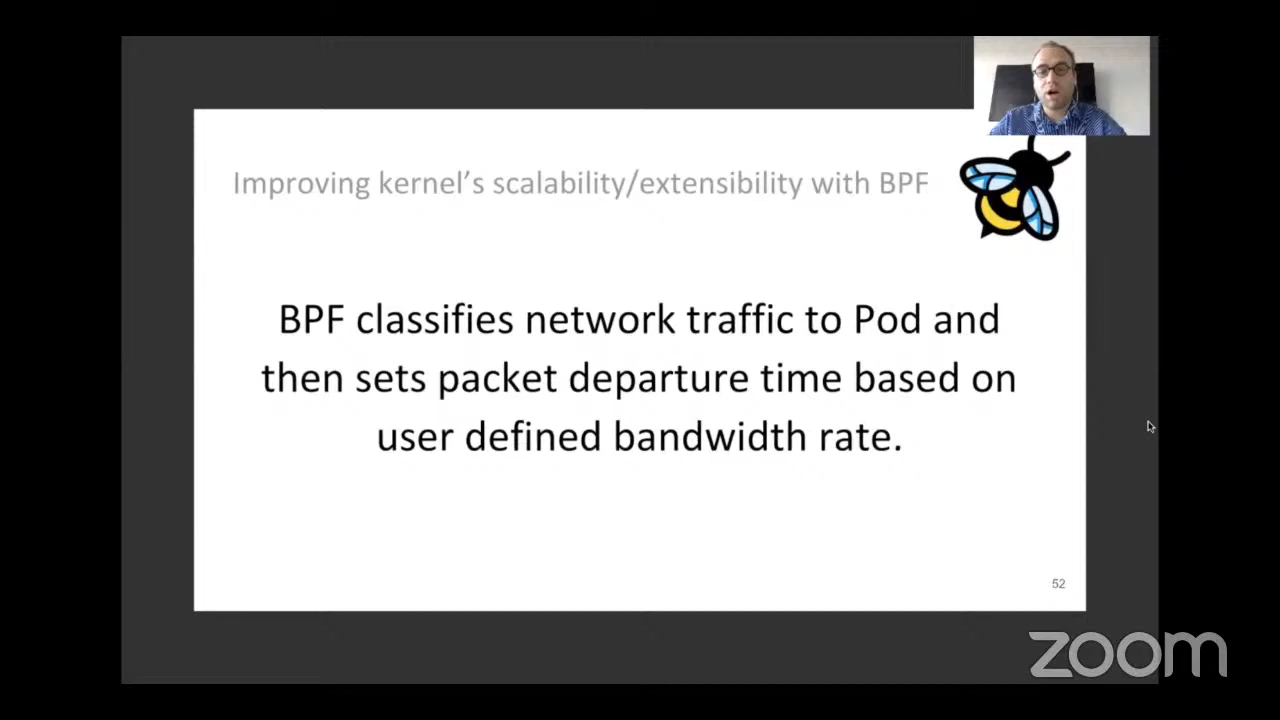 Improving kernel's scalability/extensibility with BPF
BPF classifies network traffic to Pod and
then sets packet departure time based on
user defined bandwidth rate.
52
zoom